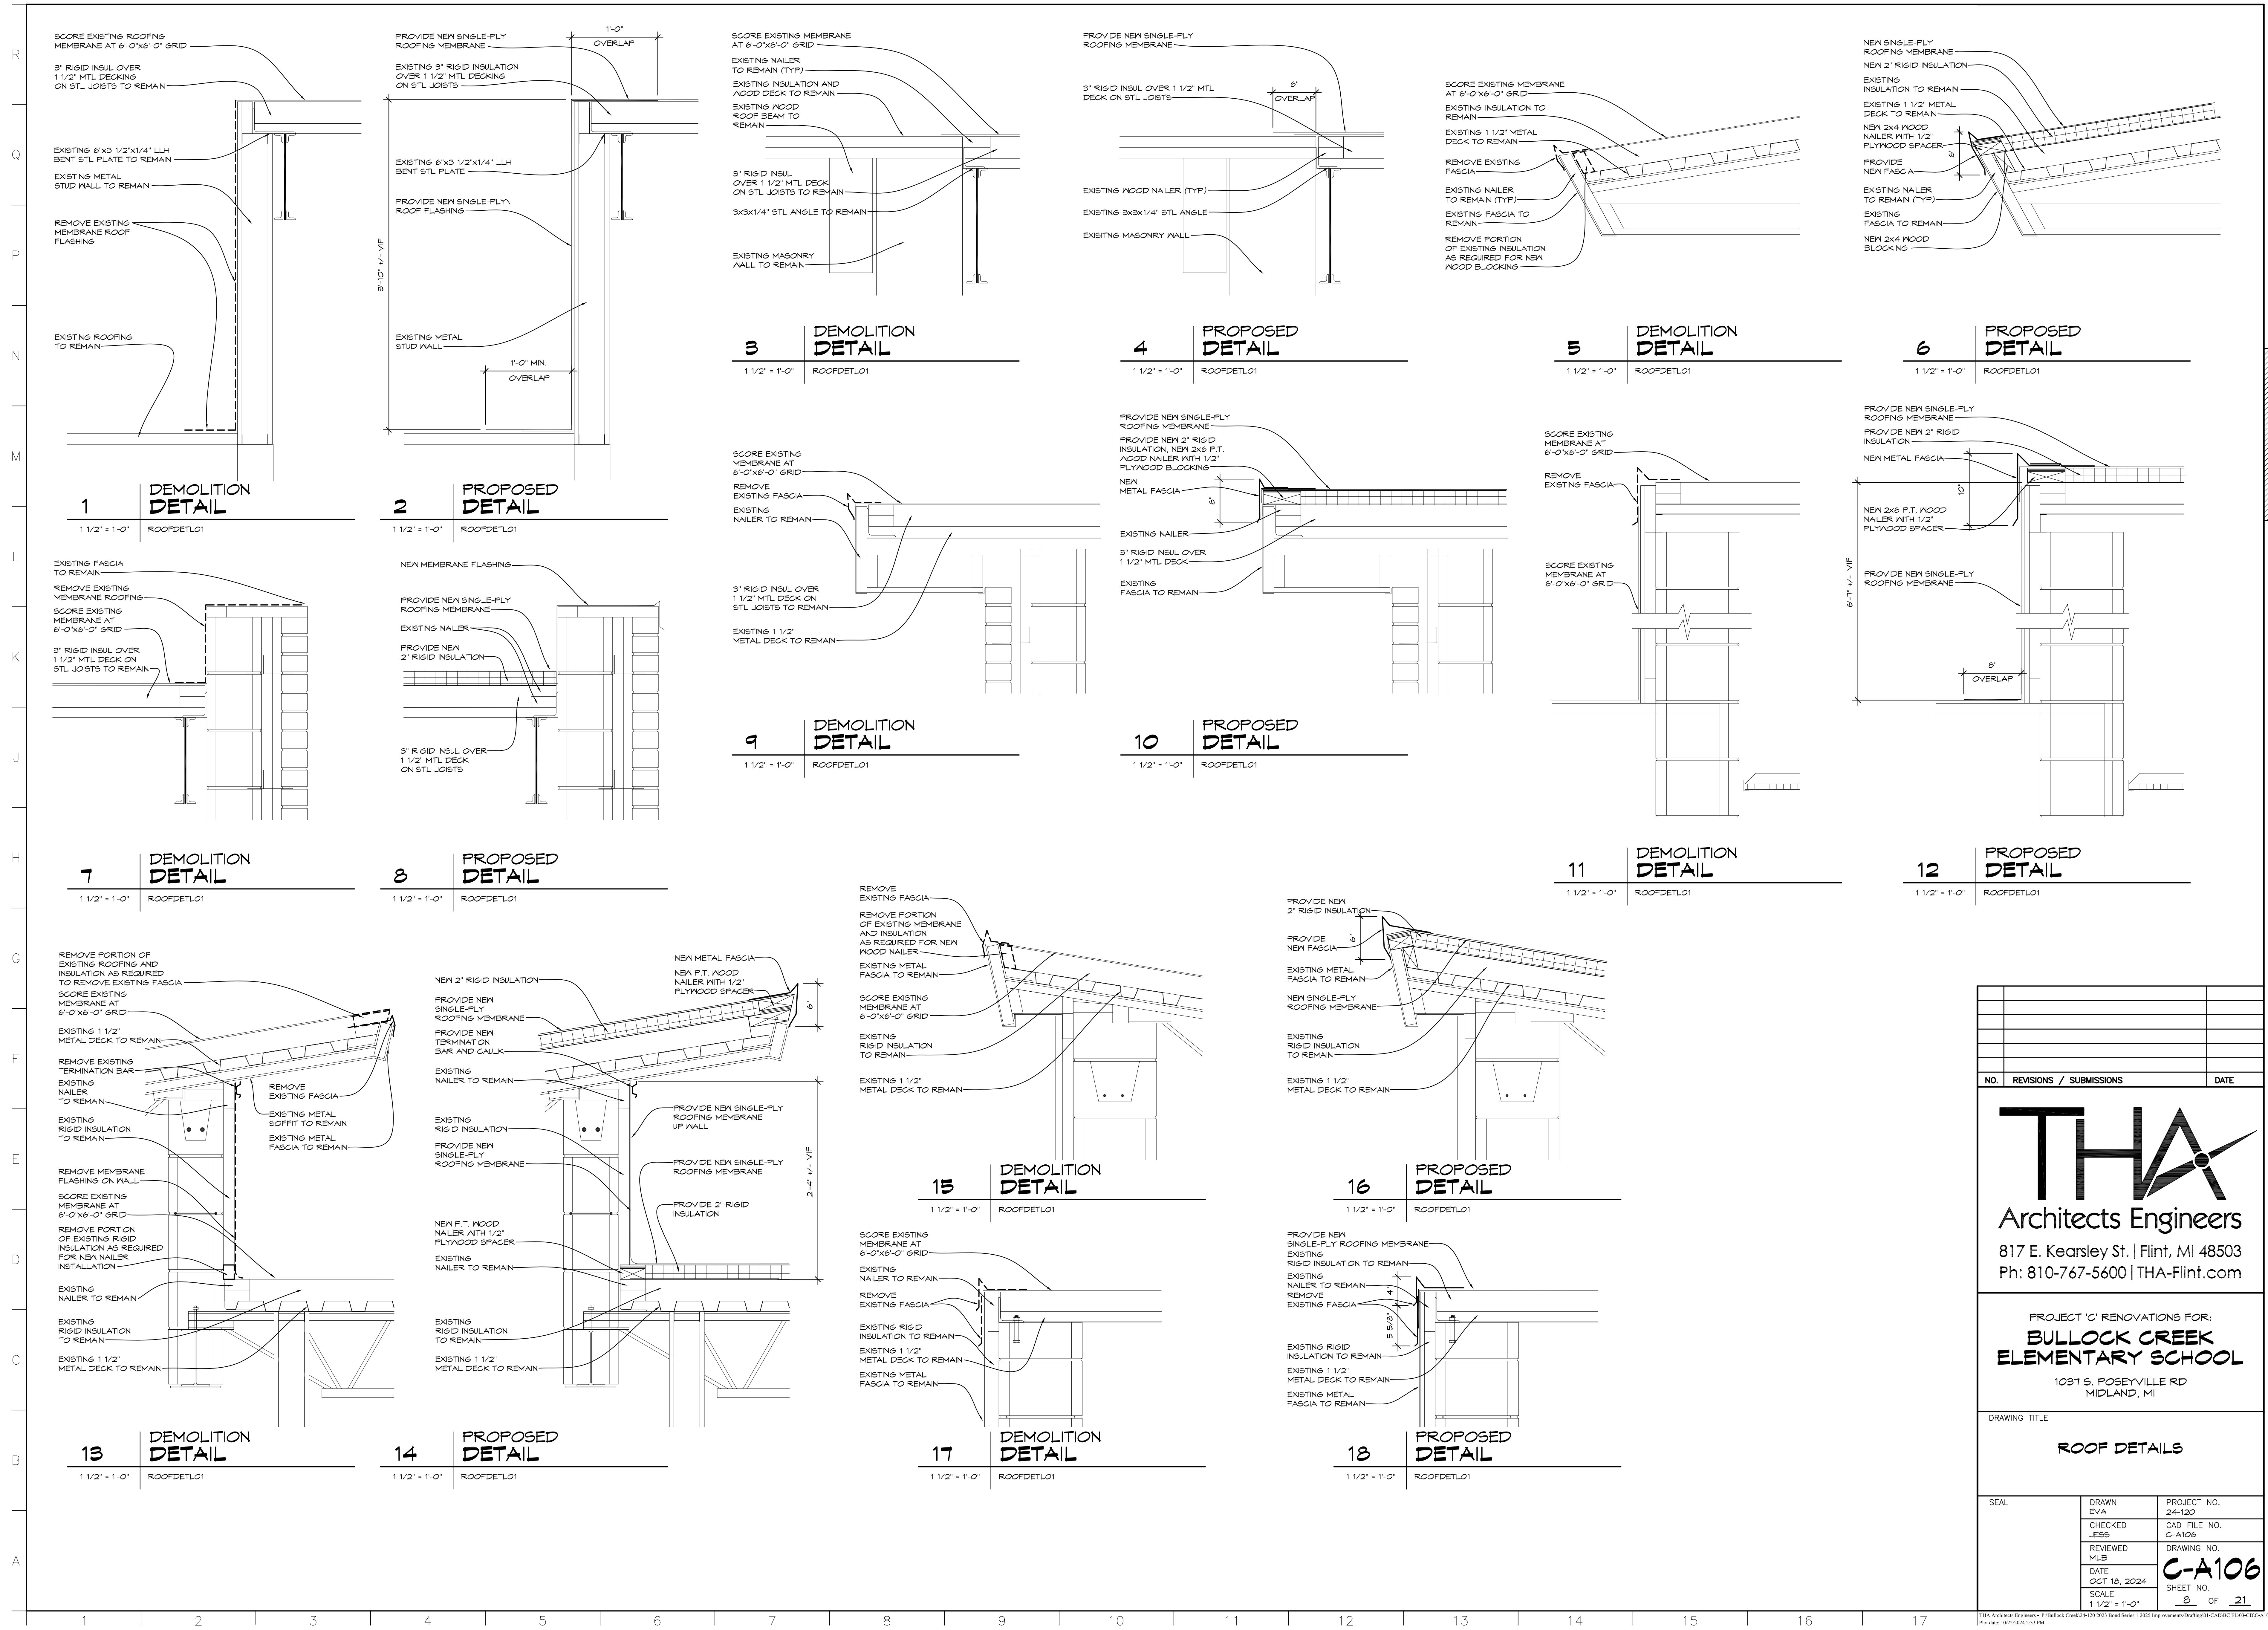 SCORE EXISTING ROOFING
MEMBRANE AT 6'-0"x6'-0" GRID
3" RIGID INSUL OVER
1 1/2" MTL DECKING
ON STL JOISTS TO REMAIN
EXISTING 6"x3 1/2"x1/4" LLH
BENT STL PLATE TO REMAIN
EXISTING METAL
STUD WALL TO REMAIN
REMOVE EXISTING
MEMBRANE ROOF
FLASHING
EXISTING ROOFING
TO REMAIN
1
DEMOLITION
DETAIL
1 1/2" = 1'-0"
ROOFDETL01
PROVIDE NEW SINGLE-PLY
ROOFING MEMBRANE
1'-0"
OVERLAP
EXISTING 3" RIGID INSULATION
OVER 1 1/2" MTL DECKING
ON STL JOISTS
EXISTING 6"x3 1/2"x1/4" LLH
BENT STL PLATE
PROVIDE NEW SINGLE-PLY\
ROOF FLASHING
3'-10" +/- VIF
EXISTING METAL
STUD WALL
1'-0" MIN.
OVERLAP
2
PROPOSED
DETAIL
1 1/2" = 1'-0"
ROOFDETL01
SCORE EXISTING MEMBRANE
AT 6'-0"x6'-0" GRID
EXISTING NAILER
TO REMAIN (TYP)
EXISTING INSULATION AND
WOOD DECK TO REMAIN
EXISTING WOOD
ROOF BEAM TO
REMAIN
3" RIGID INSUL
OVER 1 1/2" MTL DECK
ON STL JOISTS TO REMAIN
3x3x1/4" STL ANGLE TO REMAIN
EXISTING MASONRY
WALL TO REMAIN
3
DEMOLITION
DETAIL
1 1/2" = 1'-0"
ROOFDETL01
PROVIDE NEW SINGLE-PLY
ROOFING MEMBRANE
3" RIGID INSUL OVER 1 1/2" MTL
DECK ON STL JOISTS
6"
OVERLAP
EXISTING WOOD NAILER (TYP)
EXISTING 3x3x1/4" STL ANGLE
EXISITNG MASONRY WALL
4
PROPOSED
DETAIL
1 1/2" = 1'-0"
ROOFDETL01
SCORE EXISTING MEMBRANE
AT 6'-0"x6'-0" GRID
EXISTING INSULATION TO
REMAIN
EXISTING 1 1/2" METAL
DECK TO REMAIN
REMOVE EXISTING
FASCIA
EXISTING NAILER
TO REMAIN (TYP)
EXISTING FASCIA TO
REMAIN
REMOVE PORTION
OF EXISTING INSULATION
AS REQUIRED FOR NEW
WOOD BLOCKING
5
DEMOLITION
DETAIL
1 1/2" = 1'-0"
ROOFDETL01
NEW SINGLE-PLY
ROOFING MEMBRANE
NEW 2" RIGID INSULATION
EXISTING
INSULATION TO REMAIN
EXISTING 1 1/2" METAL
DECK TO REMAIN
NEW 2x4 WOOD
NAILER WITH 1/2"
PLYWOOD SPACER
6"
PROVIDE
NEW FASCIA
EXISTING NAILER
TO REMAIN (TYP)
EXISTING
FASCIA TO REMAIN
NEW 2x4 WOOD
BLOCKING
6
PROPOSED
DETAIL
1 1/2" = 1'-0"
ROOFDETL01
EXISTING FASCIA
TO REMAIN
REMOVE EXISTING
MEMBRANE ROOFING
SCORE EXISTING
MEMBRANE AT
6'-0"x6'-0" GRID
3" RIGID INSUL OVER
1 1/2" MTL DECK ON
STL JOISTS TO REMAIN
7
DEMOLITION
DETAIL
1 1/2" = 1'-0"
ROOFDETL01
NEW MEMBRANE FLASHING
PROVIDE NEW SINGLE-PLY
ROOFING MEMBRANE
EXISTING NAILER
PROVIDE NEW
2" RIGID INSULATION
3" RIGID INSUL OVER
1 1/2" MTL DECK
ON STL JOISTS
8
PROPOSED
DETAIL
1 1/2" = 1'-0"
ROOFDETL01
SCORE EXISTING
MEMBRANE AT
6'-0"x6'-0" GRID
REMOVE
EXISTING FASCIA
EXISTING
NAILER TO REMAIN
3" RIGID INSUL OVER
1 1/2" MTL DECK ON
STL JOISTS TO REMAIN
EXISTING 1 1/2"
METAL DECK TO REMAIN
9
DEMOLITION
DETAIL
1 1/2" = 1'-0"
ROOFDETL01
PROVIDE NEW SINGLE-PLY
ROOFING MEMBRANE
PROVIDE NEW 2" RIGID
INSULATION, NEW 2x6 P.T.
WOOD NAILER WITH 1/2"
PLYWOOD BLOCKING
NEW
METAL FASCIA
6"
EXISTING NAILER
3" RIGID INSUL OVER
1 1/2" MTL DECK
EXISTING
FASCIA TO REMAIN
10
PROPOSED
DETAIL
1 1/2" = 1'-0"
ROOFDETL01
SCORE EXISTING
MEMBRANE AT
6'-0"x6'-0" GRID
REMOVE
EXISTING FASCIA
SCORE EXISTING
MEMBRANE AT
6'-0"x6'-0" GRID
11
DEMOLITION
DETAIL
1 1/2" = 1'-0"
ROOFDETL01
PROVIDE NEW SINGLE-PLY
ROOFING MEMBRANE
PROVIDE NEW 2" RIGID
INSULATION
NEW METAL FASCIA
10"
NEW 2x6 P.T. WOOD
NAILER WITH 1/2"
PLYWOOD SPACER
6'-7" +/- VIF
PROVIDE NEW SINGLE-PLY
ROOFING MEMBRANE
8"
OVERLAP
12
PROPOSED
DETAIL
1 1/2" = 1'-0"
ROOFDETL01
REMOVE PORTION OF
EXISTING ROOFING AND
INSULATION AS REQUIRED
TO REMOVE EXISTING FASCIA
SCORE EXISTING
MEMBRANE AT
6'-0"x6'-0" GRID
EXISTING 1 1/2"
METAL DECK TO REMAIN
REMOVE EXISTING
TERMINATION BAR
EXISTING
NAILER
TO REMAIN
EXISTING
RIGID INSULATION
TO REMAIN
REMOVE
EXISTING FASCIA
EXISTING METAL
SOFFIT TO REMAIN
EXISTING METAL
FASCIA TO REMAIN
REMOVE MEMBRANE
FLASHING ON WALL
SCORE EXISTING
MEMBRANE AT
6'-0"x6'-0" GRID
REMOVE PORTION
OF EXISTING RIGID
INSULATION AS REQUIRED
FOR NEW NAILER
INSTALLATION
EXISTING
NAILER TO REMAIN
EXISTING
RIGID INSULATION
TO REMAIN
EXISTING 1 1/2"
METAL DECK TO REMAIN
13
DEMOLITION
DETAIL
1 1/2" = 1'-0"
ROOFDETL01
NEW METAL FASCIA
NEW P.T. WOOD
NAILER WITH 1/2"
PLYWOOD SPACER
NEW 2" RIGID INSULATION
PROVIDE NEW
SINGLE-PLY
ROOFING MEMBRANE
PROVIDE NEW
TERMINATION
BAR AND CAULK
6"
EXISTING
NAILER TO REMAIN
EXISTING
RIGID INSULATION
PROVIDE NEW
SINGLE-PLY
ROOFING MEMBRANE
PROVIDE NEW SINGLE-PLY
ROOFING MEMBRANE
UP WALL
PROVIDE NEW SINGLE-PLY
ROOFING MEMBRANE
2'-4" +/- VIF
PROVIDE 2" RIGID
INSULATION
NEW P.T. WOOD
NAILER WITH 1/2"
PLYWOOD SPACER
EXISTING
NAILER TO REMAIN
EXISTING
RIGID INSULATION
TO REMAIN
EXISTING 1 1/2"
METAL DECK TO REMAIN
14
PROPOSED
DETAIL
1 1/2" = 1'-0"
ROOFDETL01
REMOVE
EXISTING FASCIA
REMOVE PORTION
OF EXISTING MEMBRANE
AND INSULATION
AS REQUIRED FOR NEW
WOOD NAILER
EXISTING METAL
FASCIA TO REMAIN
SCORE EXISTING
MEMBRANE AT
6'-0"x6'-0" GRID
EXISTING
RIGID INSULATION
TO REMAIN
EXISTING 1 1/2"
METAL DECK TO REMAIN
15
DEMOLITION
DETAIL
1 1/2" = 1'-0"
ROOFDETL01
PROVIDE NEW
2" RIGID INSULATION
PROVIDE
NEW FASCIA
6"
EXISTING METAL
FASCIA TO REMAIN
NEW SINGLE-PLY
ROOFING MEMBRANE
EXISTING
RIGID INSULATION
TO REMAIN
EXISTING 1 1/2"
METAL DECK TO REMAIN
16
PROPOSED
DETAIL
1 1/2" = 1'-0"
ROOFDETL01
SCORE EXISTING
MEMBRANE AT
6'-0"x6'-0" GRID
EXISTING
NAILER TO REMAIN
REMOVE
EXISTING FASCIA
EXISTING RIGID
INSULATION TO REMAIN
EXISTING 1 1/2"
METAL DECK TO REMAIN
EXISTING METAL
FASCIA TO REMAIN
17
DEMOLITION
DETAIL
1 1/2" = 1'-0"
ROOFDETL01
PROVIDE NEW
SINGLE-PLY ROOFING MEMBRANE
EXISTING
RIGID INSULATION TO REMAIN
EXISTING
NAILER TO REMAIN
REMOVE
EXISTING FASCIA
4"
5 5/8"
EXISTING RIGID
INSULATION TO REMAIN
EXISTING 1 1/2"
METAL DECK TO REMAIN
EXISTING METAL
FASCIA TO REMAIN
18
PROPOSED
DETAIL
1 1/2" = 1'-0"
ROOFDETL01
NO. REVISIONS / SUBMISSIONS DATE
THA
Architects Engineers
817 E. Kearsley St. | Flint, MI 48503
Ph: 810-767-5600 | THA-Flint.com
PROJECT 'C' RENOVATIONS FOR:
BULLOCK CREEK
ELEMENTARY SCHOOL
1037 S. POSEYVILLE RD
MIDLAND, MI
DRAWING TITLE
ROOF DETAILS
SEAL
DRAWN
EVA
CHECKED
JESS
REVIEWED
MLB
DATE
OCT 18, 2024
SCALE
1 1/2" = 1'-0"
PROJECT NO.
24-120
CAD FILE NO.
C-A106
DRAWING NO.
C-A106
SHEET NO.
8 OF 21
R
Q
P
N
M
L
K
J
H
G
F
E
D
C
B
A
1 2 3 4 5 6 7 8 9 10 11 12 13 14 15 16 17
THA Architects Engineers - P:\Bullock Creek\24-120 2023 Bond Series 1 2025 Improvements\Drafting\01-CAD\BC EL\03-CD\C-A10
Plot date: 10/22/2024 2:33 PM